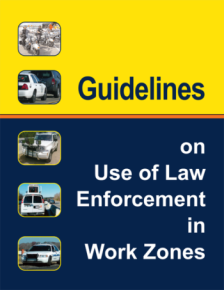 Guidelines
on
Use of Law
Enforcement
in
Work Zones